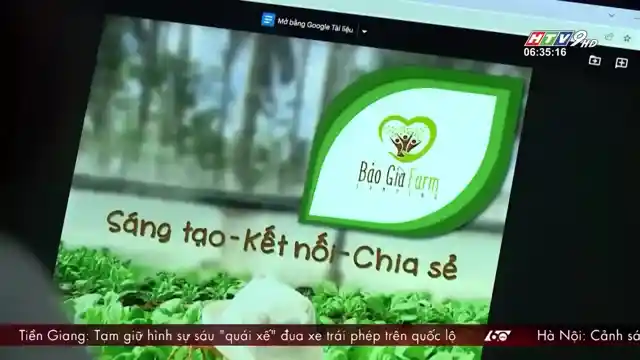 Mở bằng Google Tài liệu
HTV9 HD
06:35:16
Bảo Gia Farm
CAMPING
Sáng tạo-Kết nối-Chia sẻ
Tiền Giang: Tạm giữ hình sự sáu "quái xế" đua xe trái phép trên quốc lộ
60
Hà Nội: Cảnh sá